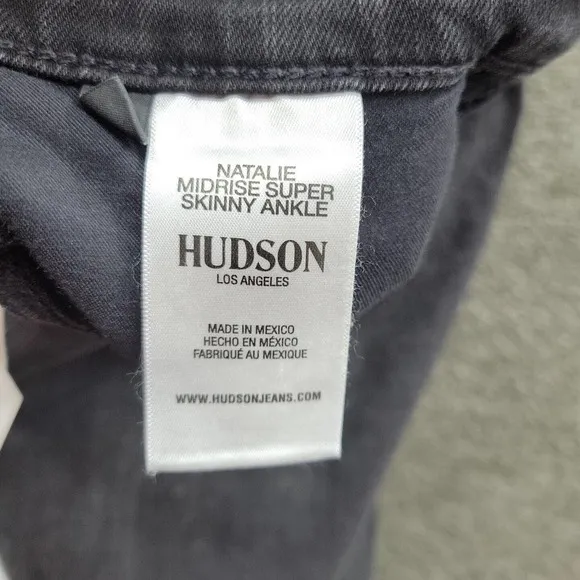 NATALIE
MIDRISE SUPER
SKINNY ANKLE
HUDSON
LOS ANGELES
MADE IN MEXICO
HECHO EN MÉXICO
FABRIQUÉ AU MEXIQUE
WWW.HUDSONJEANS.COM